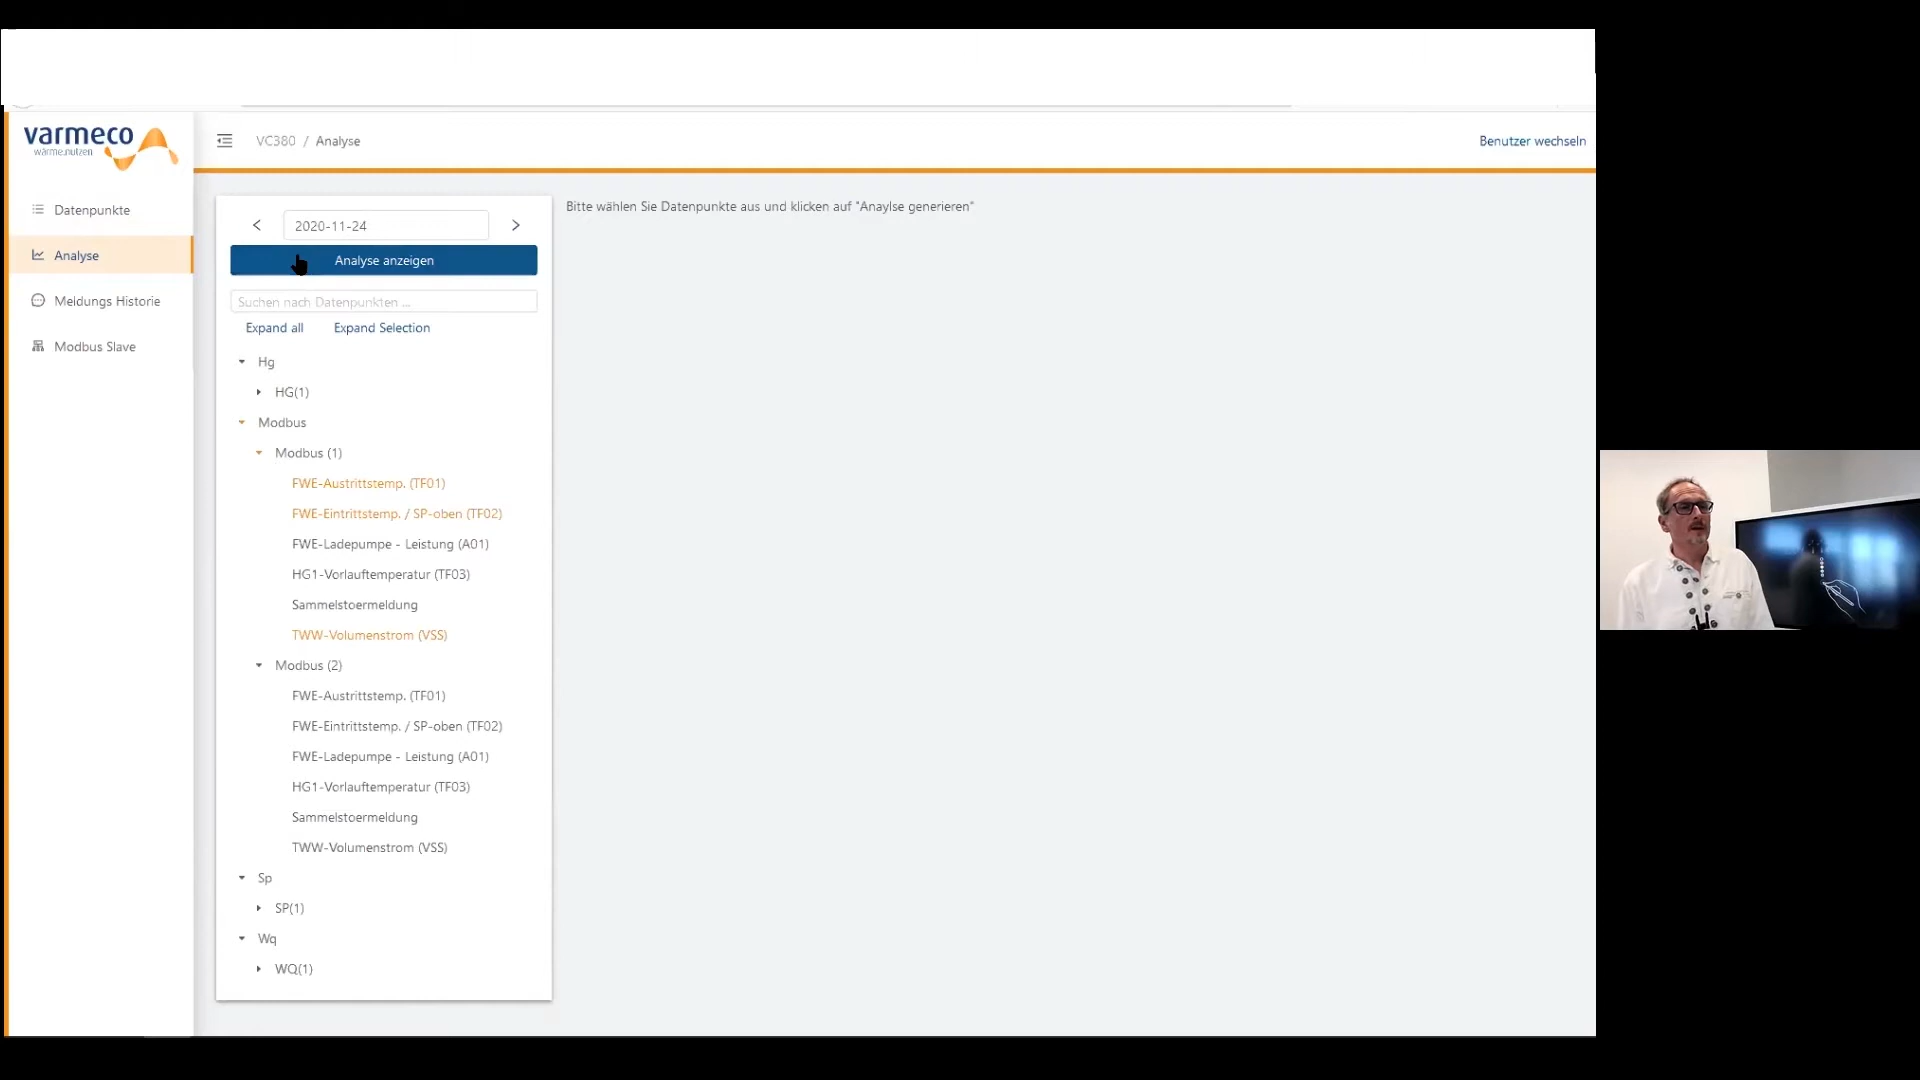 varmeco
wärme.nutzen
VC380 / Analyse
Benutzer wechseln
Datenpunkte
Analyse
Meldungs Historie
Modbus Slave
2020-11-24
Analyse anzeigen
Suchen nach Datenpunkten ...
Expand all Expand Selection
Hg
HG(1)
Modbus
Modbus (1)
FWE-Austrittstemp. (TF01)
FWE-Eintrittstemp. / SP-oben (TF02)
FWE-Ladepumpe - Leistung (A01)
HG1-Vorlauftemperatur (TF03)
Sammelstoermeldung
TWW-Volumenstrom (VSS)
Modbus (2)
FWE-Austrittstemp. (TF01)
FWE-Eintrittstemp. / SP-oben (TF02)
FWE-Ladepumpe - Leistung (A01)
HG1-Vorlauftemperatur (TF03)
Sammelstoermeldung
TWW-Volumenstrom (VSS)
Sp
SP(1)
Wq
WQ(1)
Bitte wählen Sie Datenpunkte aus und klicken auf "Anaylse generieren"